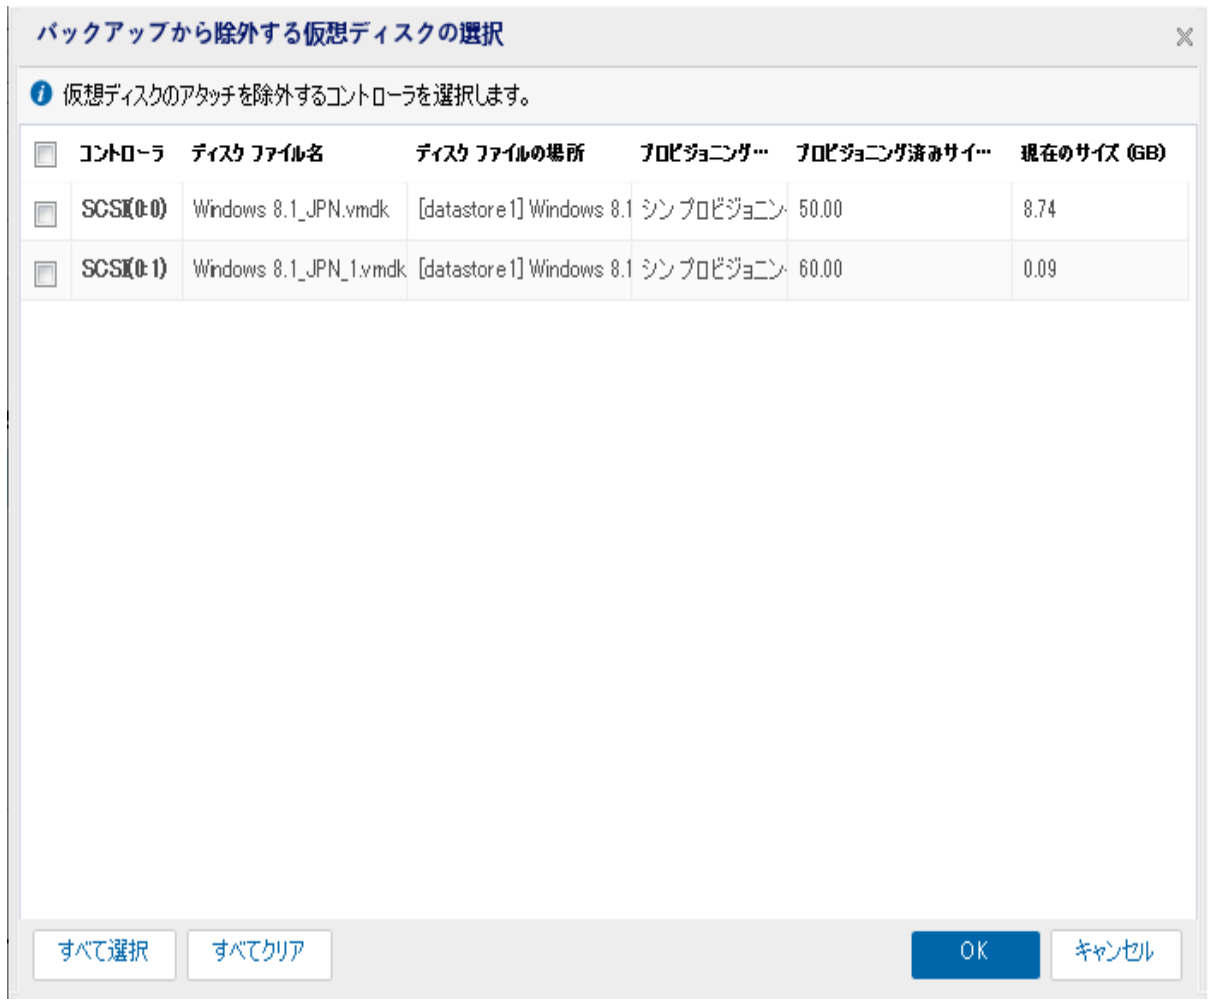 バックアップから除外する仮想ディスクの選択
仮想ディスクのアタッチを除外するコントローラを選択します。
コントローラ ディスク ファイル名 ディスク ファイルの場所 プロビジョニング… プロビジョニング済みサイ… 現在のサイズ (GB)
SCSI(0:0) Windows 8.1_JPN.vmdk [datastore1] Windows 8.1 シン プロビジョニン 50.00 8.74
SCSI(0:1) Windows 8.1_JPN_1.vmdk [datastore1] Windows 8.1 シン プロビジョニン 60.00 0.09
すべて選択 すべてクリア OK キャンセル